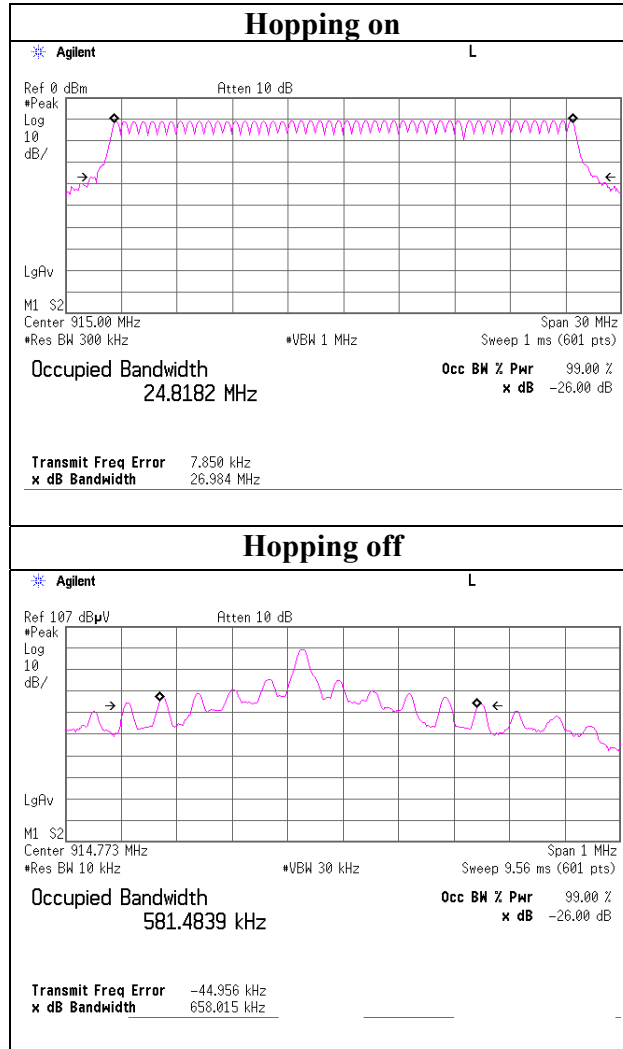 Hopping on
Agilent L
Ref 0 dBm Atten 10 dB
#Peak
Log
10
dB/
LgAv
M1 S2
Center 915.00 MHz Span 30 MHz
#Res BW 300 kHz #VBW 1 MHz Sweep 1 ms (601 pts)
Occupied Bandwidth Occ BW % Pwr 99.00 %
24.8182 MHz x dB -26.00 dB
Transmit Freq Error 7.850 kHz
x dB Bandwidth 26.984 MHz
Hopping off
Agilent L
Ref 107 dBµV Atten 10 dB
#Peak
Log
10
dB/
LgAv
M1 S2
Center 914.773 MHz Span 1 MHz
#Res BW 10 kHz #VBW 30 kHz Sweep 9.56 ms (601 pts)
Occupied Bandwidth Occ BW % Pwr 99.00 %
581.4839 kHz x dB -26.00 dB
Transmit Freq Error -44.956 kHz
x dB Bandwidth 658.015 kHz